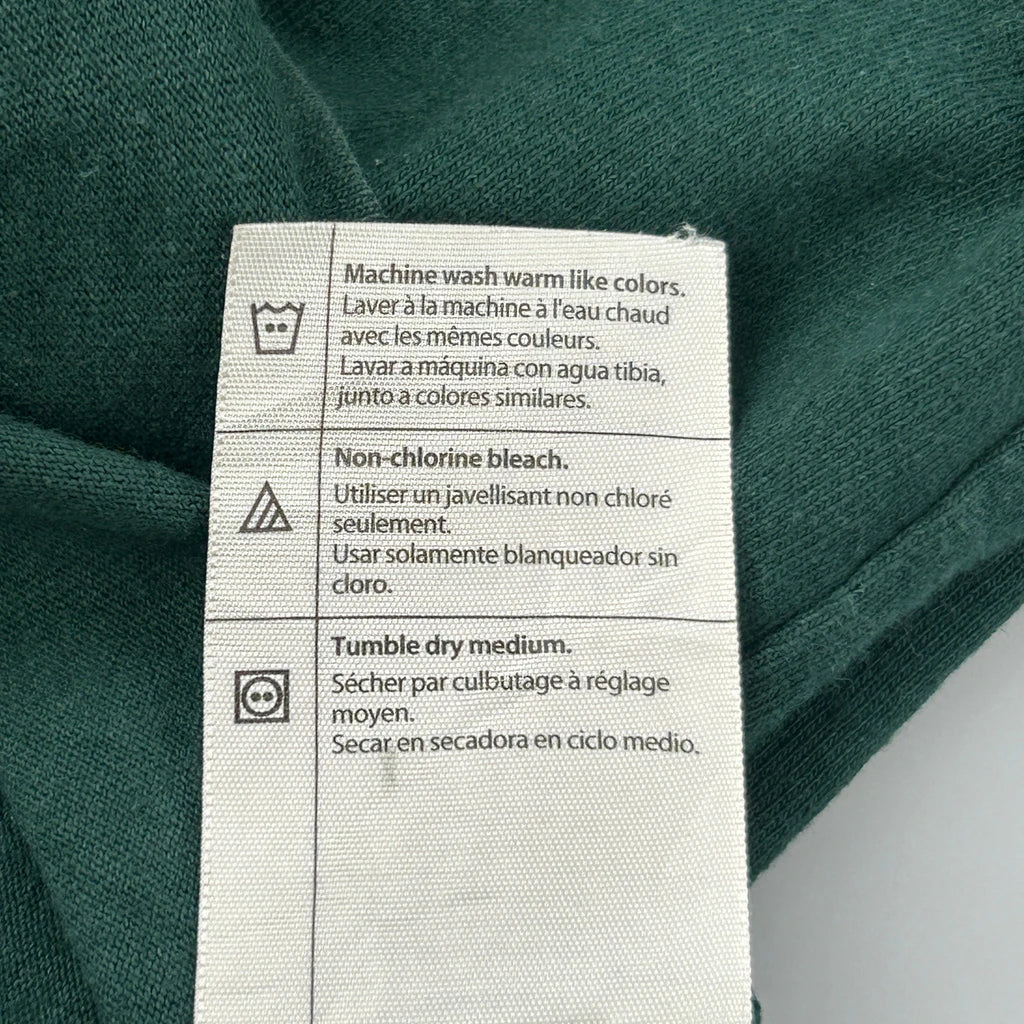 Machine wash warm like colors.
Laver à la machine à l'eau chaud
avec les mêmes couleurs.
Lavar a máquina con agua tibia,
junto a colores similares.
Non-chlorine bleach.
Utiliser un javellisant non chloré
seulement.
Usar solamente blanqueador sin
cloro.
Tumble dry medium.
Sécher par culbutage à réglage
moyen.
Secar en secadora en ciclo medio.